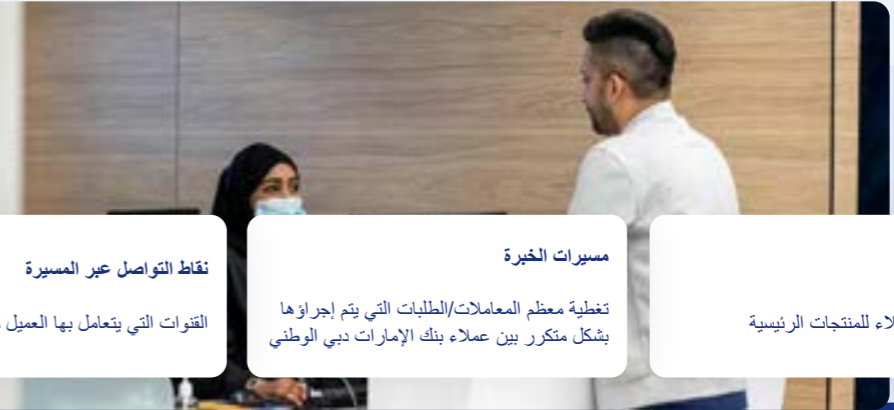 لاء للمنتجات الرئيسية
مسيرات الخبرة
تغطية معظم المعاملات/الطلبات التي يتم إجراؤها
بشكل متكرر بين عملاء بنك الإمارات دبي الوطني
نقاط التواصل عبر المسيرة
القنوات التي يتعامل بها العميل